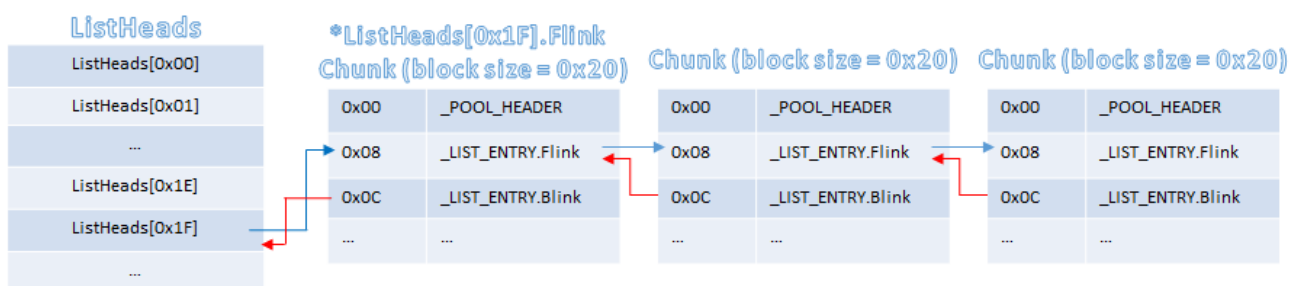 ListHeads
ListHeads[0x00]
ListHeads[0x01]
...
ListHeads[0x1E]
ListHeads[0x1F]
...
*ListHeads[0x1F].Flink
Chunk (block size = 0x20)
0x00 _POOL_HEADER
0x08 _LIST_ENTRY.Flink
0x0C _LIST_ENTRY.Blink
... ...
Chunk (block size = 0x20)
0x00 _POOL_HEADER
0x08 _LIST_ENTRY.Flink
0x0C _LIST_ENTRY.Blink
... ...
Chunk (block size = 0x20)
0x00 _POOL_HEADER
0x08 _LIST_ENTRY.Flink
0x0C _LIST_ENTRY.Blink
... ...